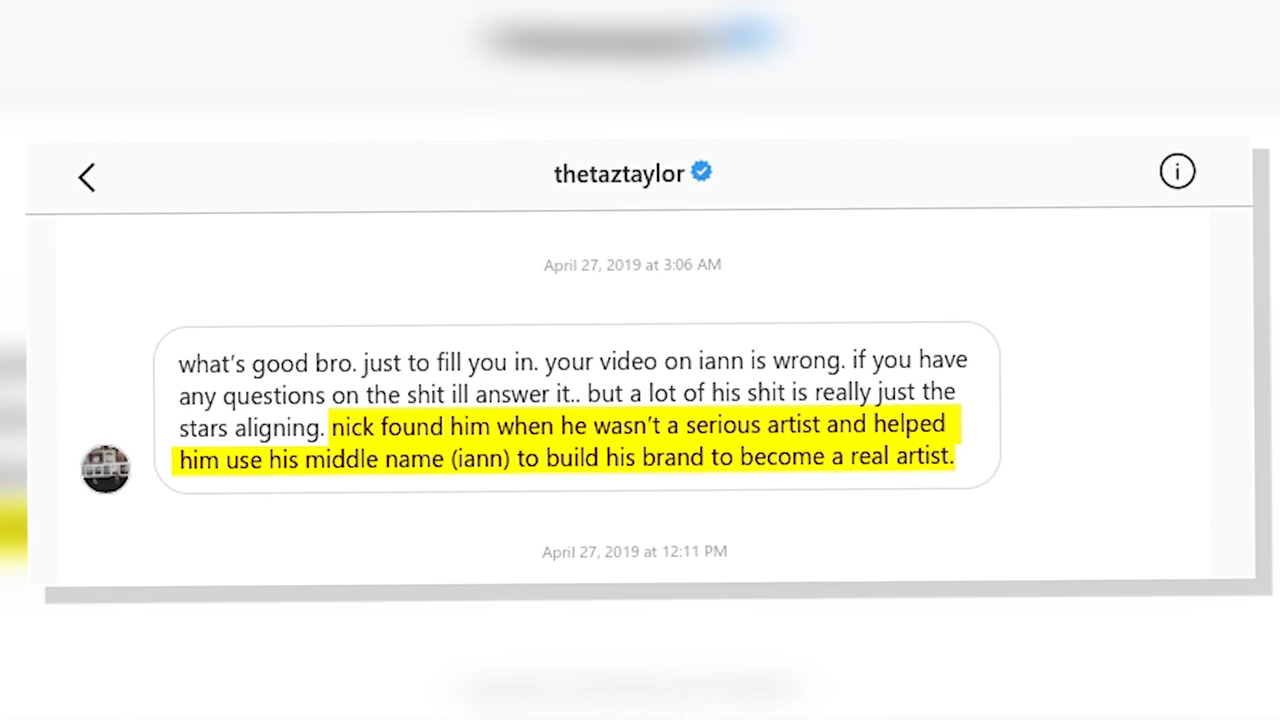 thetaztaylor
April 27, 2019 at 3:06 AM
what's good bro. just to fill you in. your video on iann is wrong. if you have
any questions on the shit ill answer it.. but a lot of his shit is really just the
stars aligning. nick found him when he wasn't a serious artist and helped
him use his middle name (iann) to build his brand to become a real artist.
April 27, 2019 at 12:11 PM